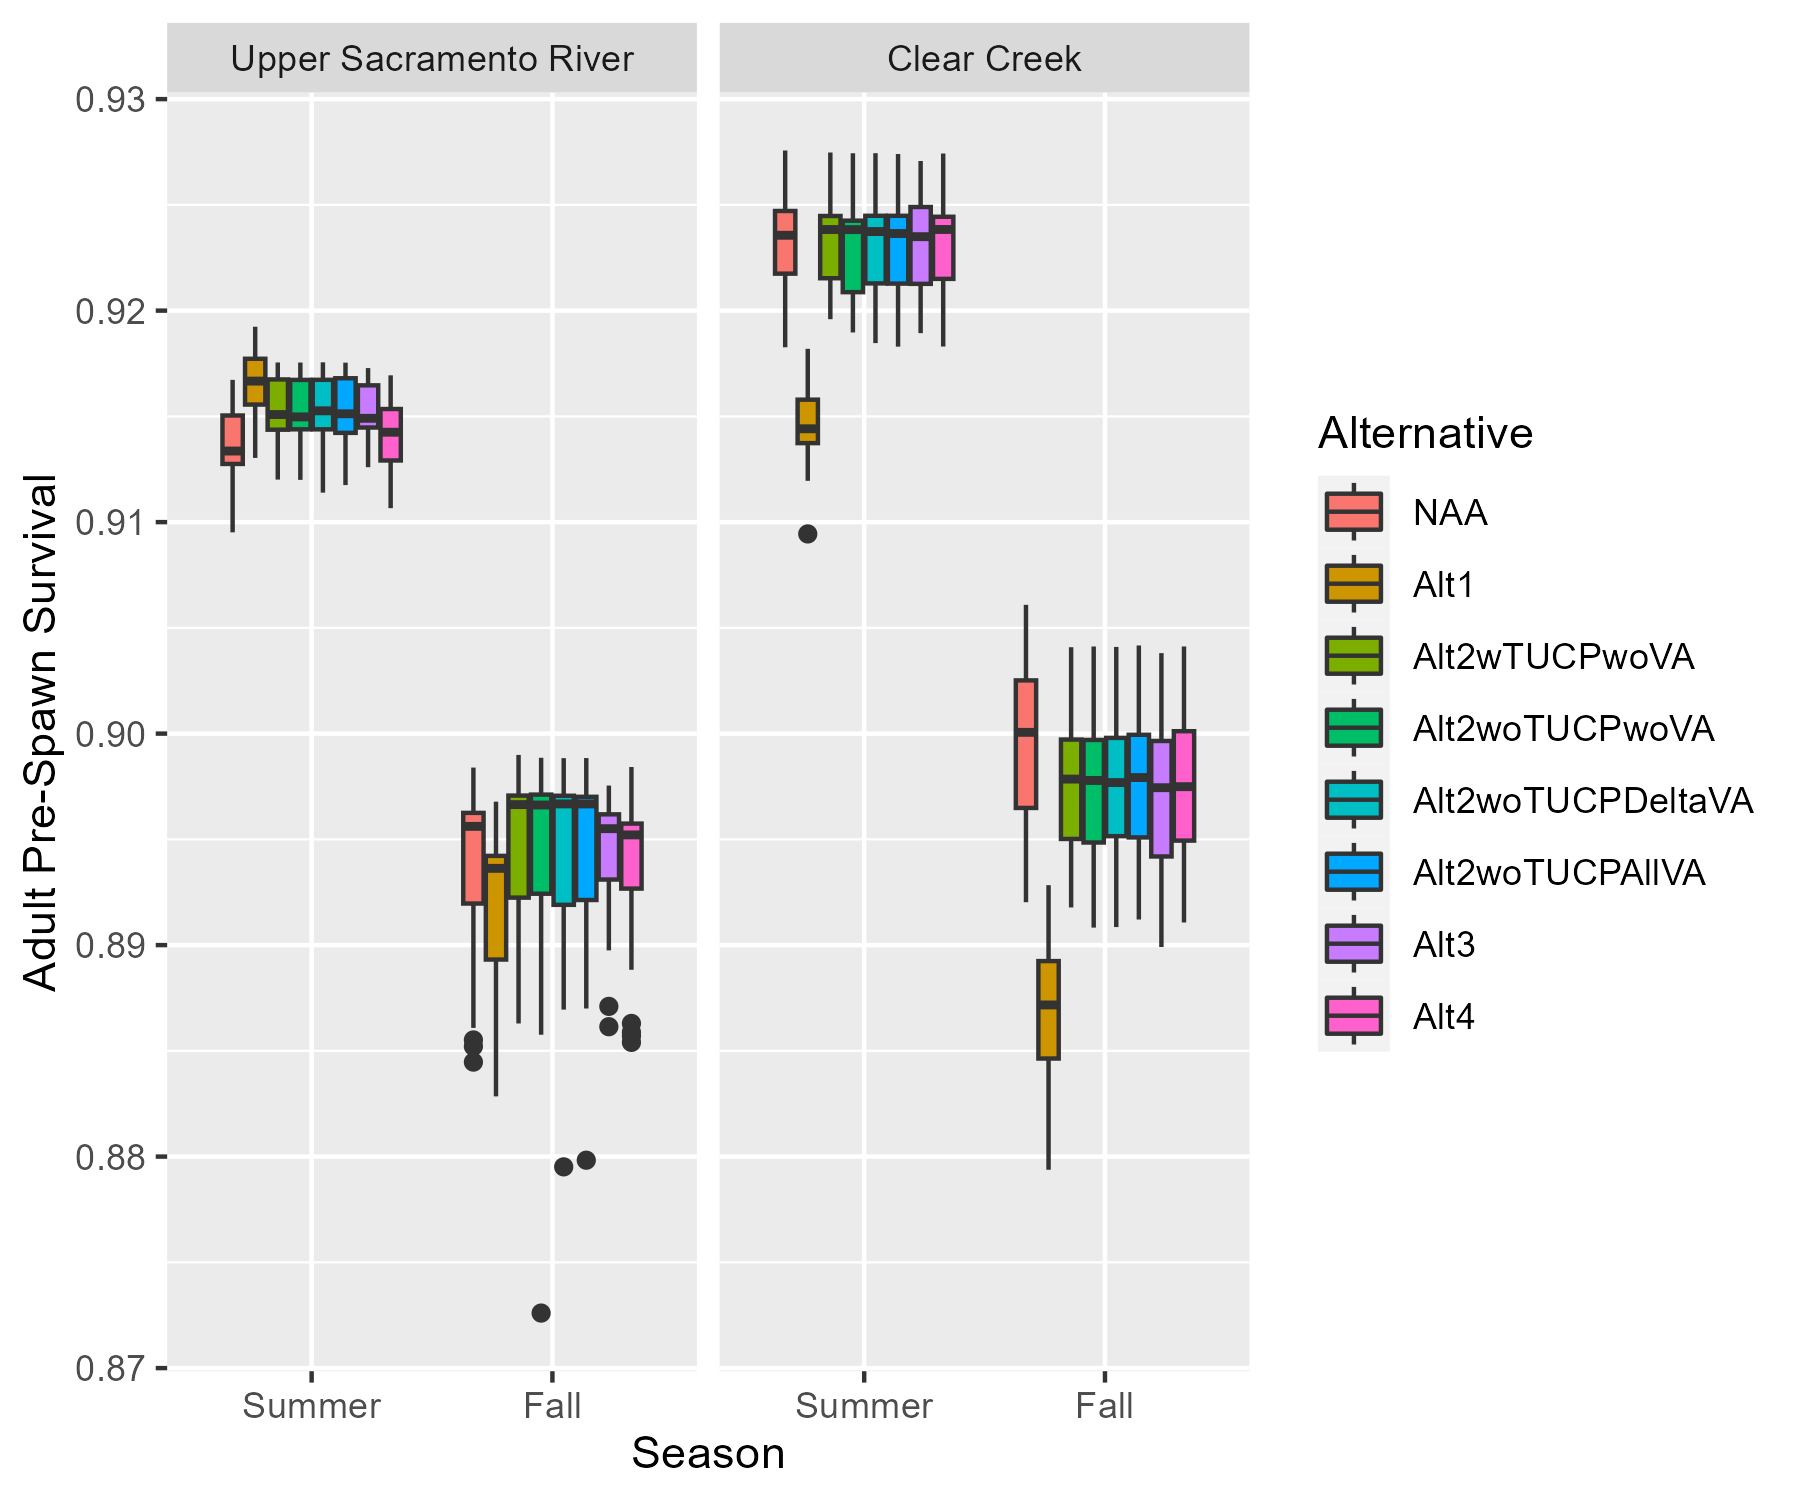 Upper Sacramento River
Clear Creek
0.93
0.92
0.91
0.90
0.89
0.88
0.87
Adult Pre-Spawn Survival
Summer
Fall
Summer
Fall
Season
Alternative
NAA
Alt1
Alt2wTUCPwoVA
Alt2woTUCPwoVA
Alt2woTUCPDeltaVA
Alt2woTUCPAllVA
Alt3
Alt4